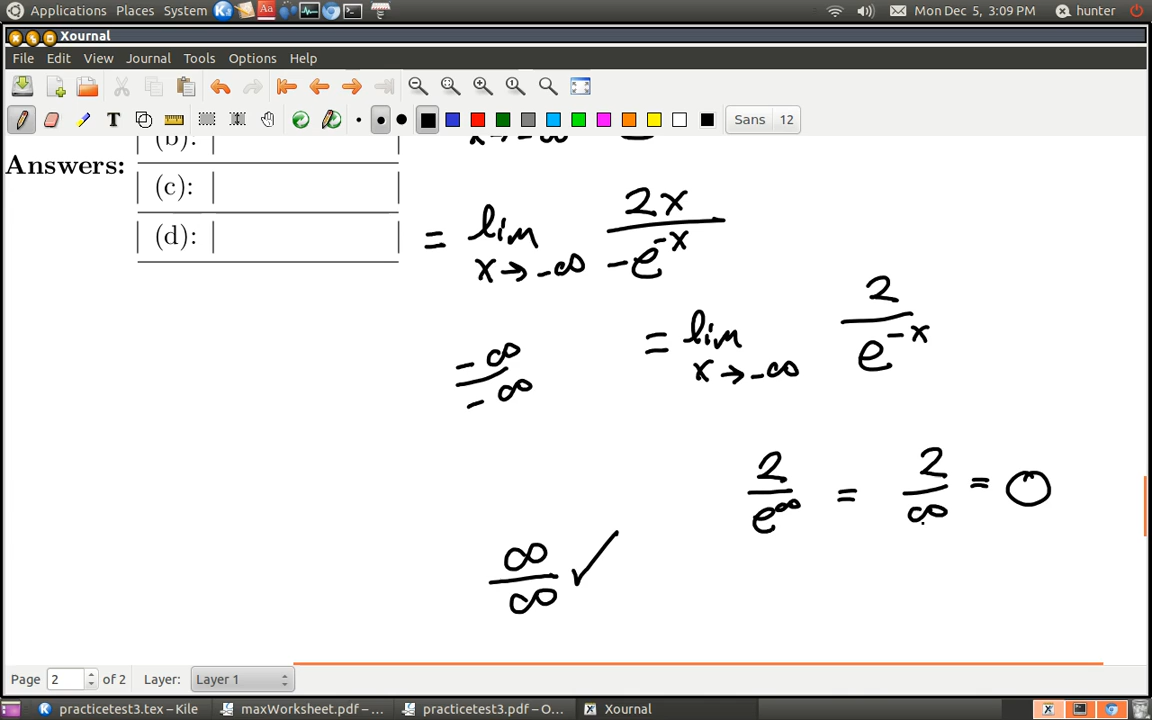 Applications Places System Mon Dec 5, 3:09 PM hunter
Xournal
File Edit View Journal Tools Options Help
Sans 12
(b):
x→-∞
Answers:
(c):
(d):
= lim 2x
x→-∞ -e^-x
= lim 2
x→-∞ e^-x
-∞
-∞
2 = 2 = 0
e^∞ ∞
∞ ✓
∞
Page 2 of 2 Layer: Layer 1
practicetest3.tex – Kile maxWorksheet.pdf – ... practicetest3.pdf – O... Xournal